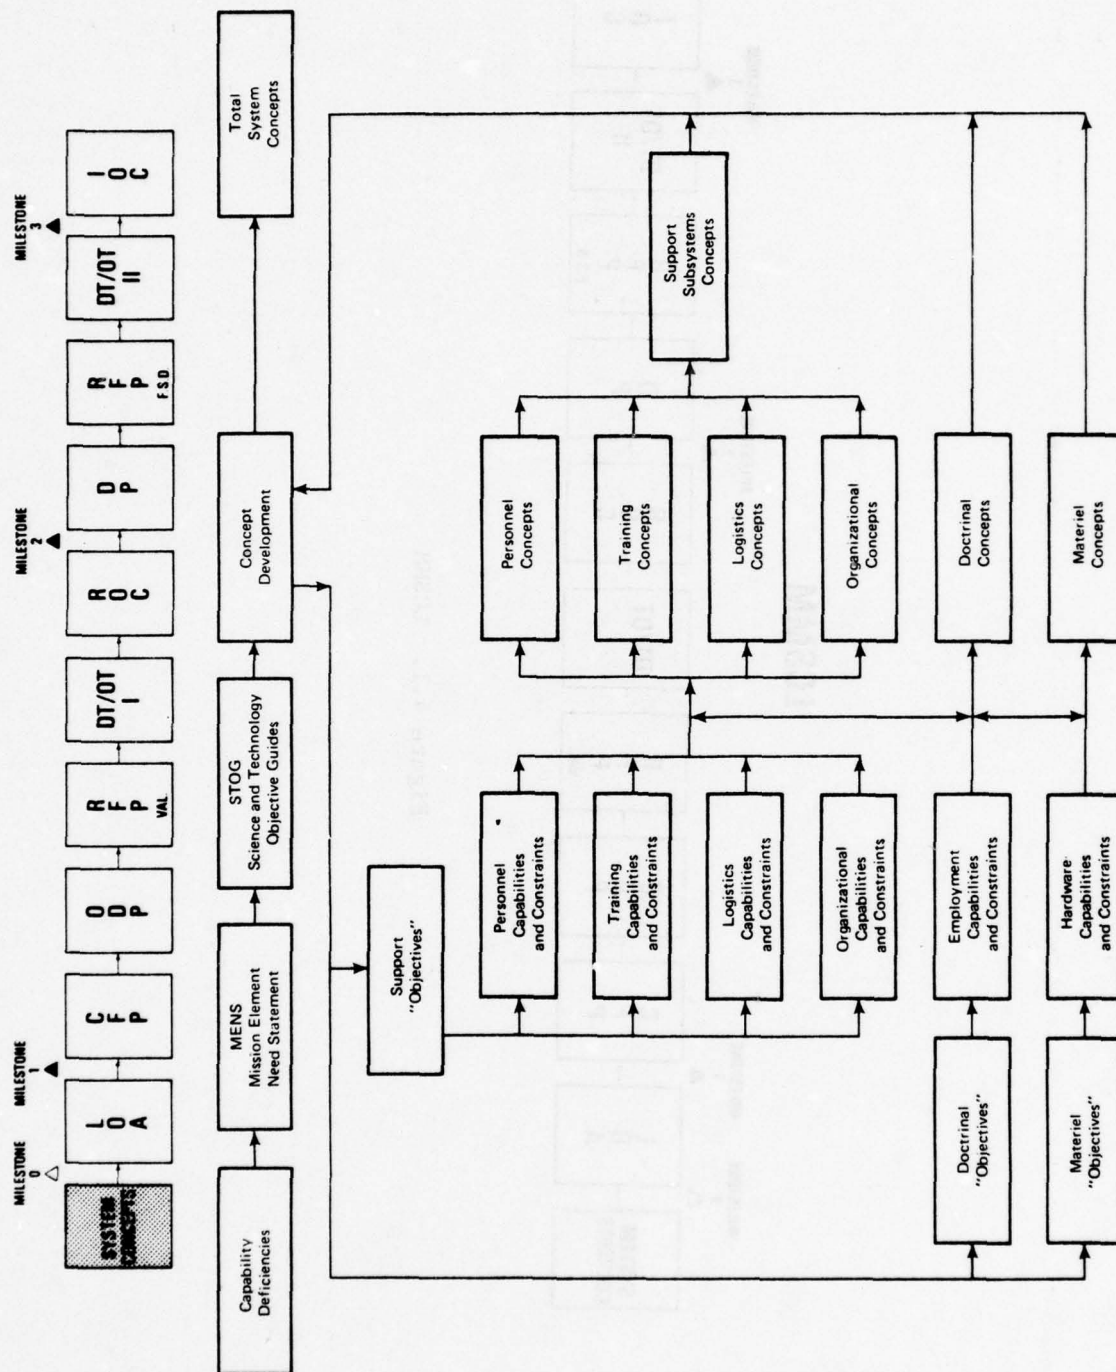 MILESTONE
0
MILESTONE
1
MILESTONE
2
MILESTONE
3
SYSTEM
CONCEPTS
L
O
A
C
F
P
O
D
P
R
F
P
VAL
DT/OT
I
R
O
C
D
P
R
F
P
FSD
DT/OT
II
I
O
C
Capability
Deficiencies
MENS
Mission Element
Need Statement
STOG
Science and Technology
Objective Guides
Concept
Development
Total
System
Concepts
Support
"Objectives"
Personnel
Capabilities
and Constraints
Personnel
Concepts
Training
Capabilities
and Constraints
Training
Concepts
Support
Subsystems
Concepts
Logistics
Capabilities
and Constraints
Logistics
Concepts
Organizational
Capabilities
and Constraints
Organizational
Concepts
Doctrinal
"Objectives"
Employment
Capabilities
and Constraints
Doctrinal
Concepts
Materiel
"Objectives"
Hardware
Capabilities
and Constraints
Materiel
Concepts